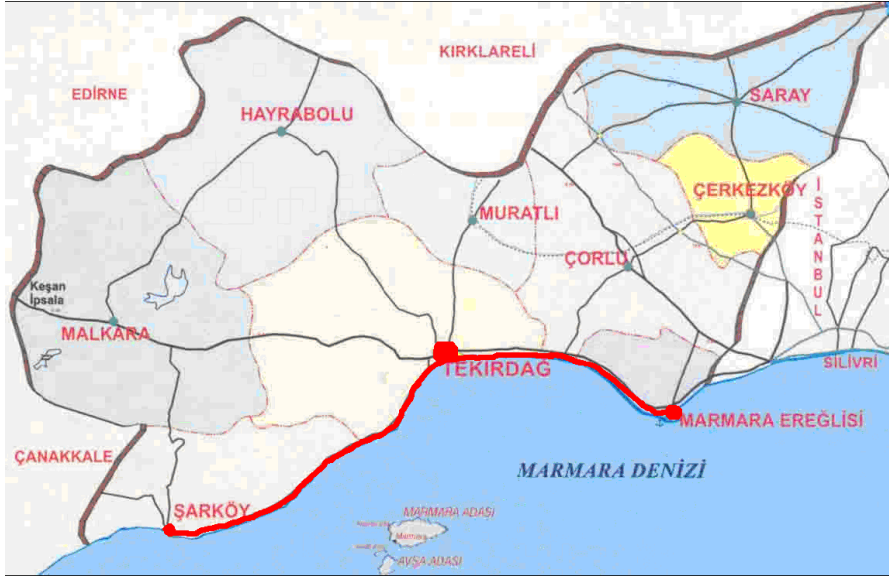 KIRKLARELİ
EDİRNE
SARAY
HAYRABOLU
ÇERKEZKÖY
İSTANBUL
MURATLI
ÇORLU
Keşan
İpsala
MALKARA
TEKİRDAĞ
SİLİVRİ
MARMARA EREĞLİSİ
ÇANAKKALE
MARMARA DENİZİ
ŞARKÖY
MARMARA ADASI
Marmara
AVŞA ADASI